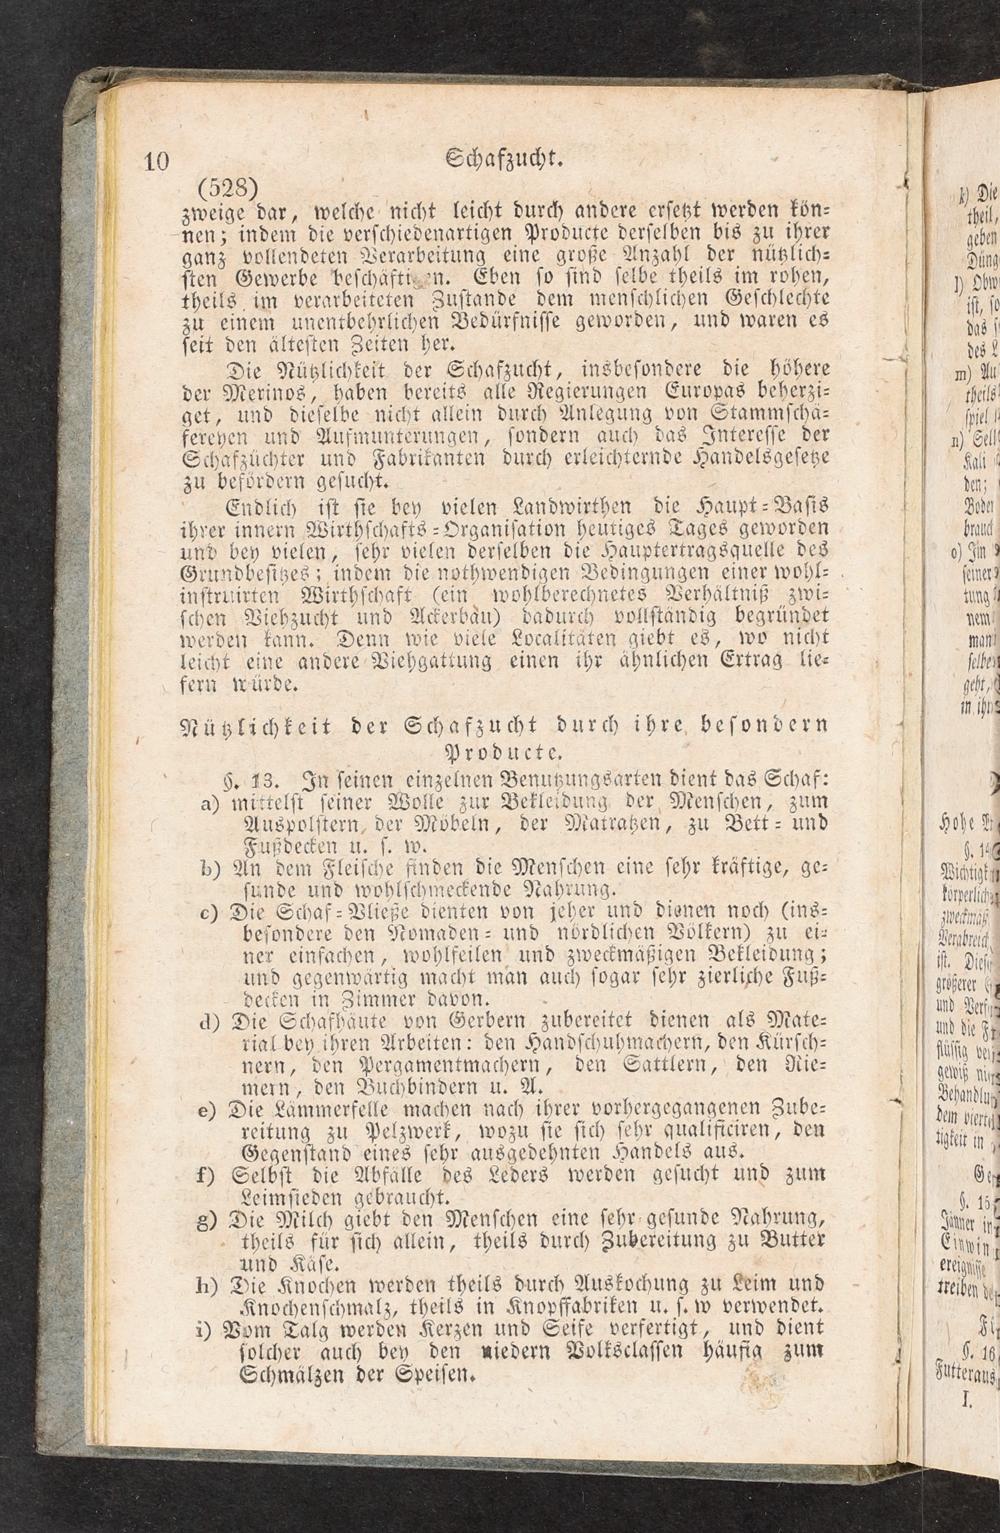 10 Schafzucht.
(528)
zweige dar, welche nicht leicht durch andere ersetzt werden kön-
nen; indem die verschiedenartigen Producte derselben bis zu ihrer
ganz vollendeten Verarbeitung eine große Anzahl der nützlich-
sten Gewerbe beschäftigen. Eben so sind selbe theils im rohen,
theils im verarbeiteten Zustande dem menschlichen Geschlechte
zu einem unentbehrlichen Bedürfnisse geworden, und waren es
seit den ältesten Zeiten her.
Die Nützlichkeit der Schafzucht, insbesondere die höhere
der Merinos, haben bereits alle Regierungen Europas beherzi-
get, und dieselbe nicht allein durch Anlegung von Stammschä-
fereyen und Aufmunterungen, sondern auch das Interesse der
Schafzüchter und Fabrikanten durch erleichternde Handelsgesetze
zu befördern gesucht.
Endlich ist sie bey vielen Landwirthen die Haupt-Basis
ihrer innern Wirthschafts-Organisation heutiges Tages geworden
und bey vielen, sehr vielen derselben die Hauptertragsquelle des
Grundbesitzes; indem die nothwendigen Bedingungen einer wohl-
instruirten Wirthschaft (ein wohlberechnetes Verhältniß zwi-
schen Viehzucht und Ackerbau) dadurch vollständig begründet
werden kann. Denn wie viele Localitäten giebt es, wo nicht
leicht eine andere Viehgattung einen ihr ähnlichen Ertrag lie-
fern würde.
Nützlichkeit der Schafzucht durch ihre besondern
Producte.
§. 13. In seinen einzelnen Benutzungsarten dient das Schaf:
a) mittelst seiner Wolle zur Bekleidung der Menschen, zum
Auspolstern der Möbeln, der Matratzen, zu Bett- und
Fußdecken u. s. w.
b) An dem Fleische finden die Menschen eine sehr kräftige, ge-
sunde und wohlschmeckende Nahrung.
c) Die Schaf-Vließe dienten von jeher und dienen noch (ins-
besondere den Nomaden- und nördlichen Völkern) zu ei-
ner einfachen, wohlfeilen und zweckmäßigen Bekleidung;
und gegenwärtig macht man auch sogar sehr zierliche Fuß-
decken in Zimmer davon.
d) Die Schafhäute von Gerbern zubereitet dienen als Mate-
rial bey ihren Arbeiten: den Handschuhmachern, den Kürsch-
nern, den Pergamentmachern, den Sattlern, den Rie-
mern, den Buchbindern u. A.
e) Die Lämmerfelle machen nach ihrer vorhergegangenen Zube-
reitung zu Pelzwerk, wozu sie sich sehr qualificiren, den
Gegenstand eines sehr ausgedehnten Handels aus.
f) Selbst die Abfälle des Leders werden gesucht und zum
Leimsieden gebraucht.
g) Die Milch giebt den Menschen eine sehr gesunde Nahrung,
theils für sich allein, theils durch Zubereitung zu Butter
und Käse.
h) Die Knochen werden theils durch Auskochung zu Leim und
Knochenschmalz, theils in Knopffabriken u. s. w verwendet.
i) Vom Talg werden Kerzen und Seife verfertigt, und dient
solcher auch bey den niedern Volksclassen häufig zum
Schmälzen der Speisen.
k) Die
theil,
geben
l)
m)
n)
Kali
den;
o) Im
Hohe
§. 15
§. 16
Futteraus
I.